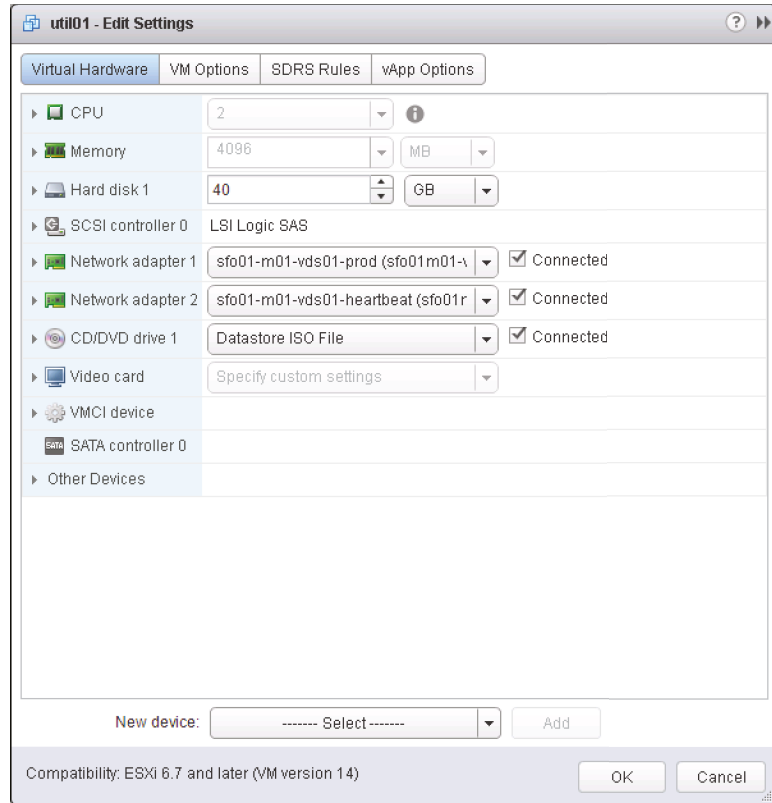 util01 - Edit Settings
Virtual Hardware VM Options SDRS Rules vApp Options
CPU 2
Memory 4096 MB
Hard disk 1 40 GB
SCSI controller 0 LSI Logic SAS
Network adapter 1 sfo01-m01-vds01-prod (sfo01m01-v Connected
Network adapter 2 sfo01-m01-vds01-heartbeat (sfo01r Connected
CD/DVD drive 1 Datastore ISO File Connected
Video card Specify custom settings
VMCI device
SATA SATA controller 0
Other Devices
New device: ------- Select ------- Add
Compatibility: ESXi 6.7 and later (VM version 14) OK Cancel